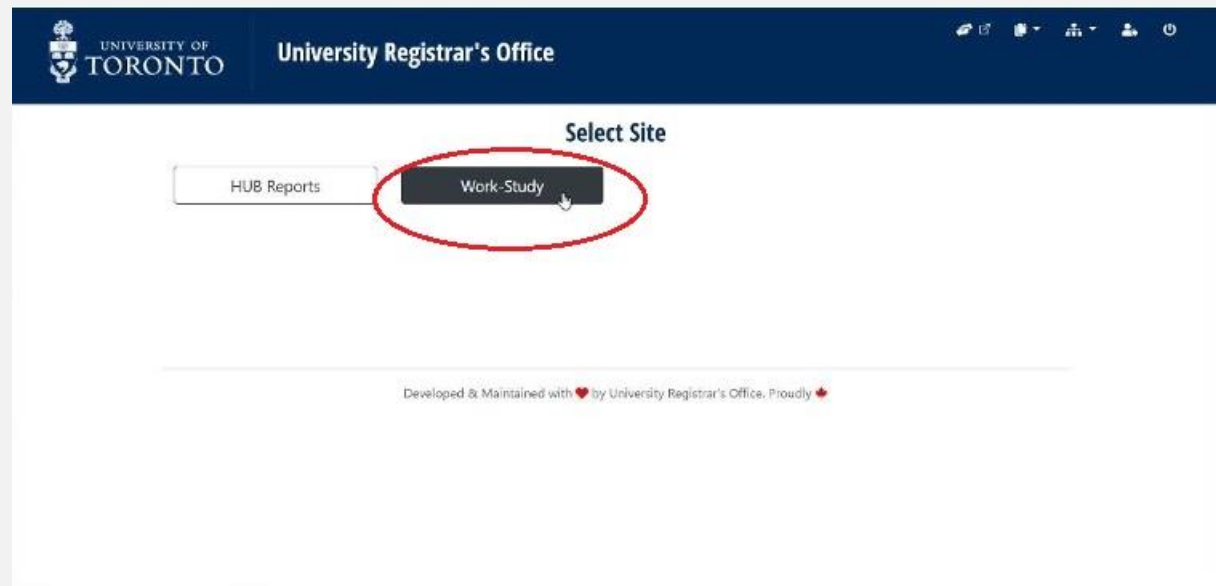 UNIVERSITY OF
TORONTO
University Registrar's Office
Select Site
HUB Reports
Work-Study
Developed & Maintained with ❤ by University Registrar's Office. Proudly 🍁